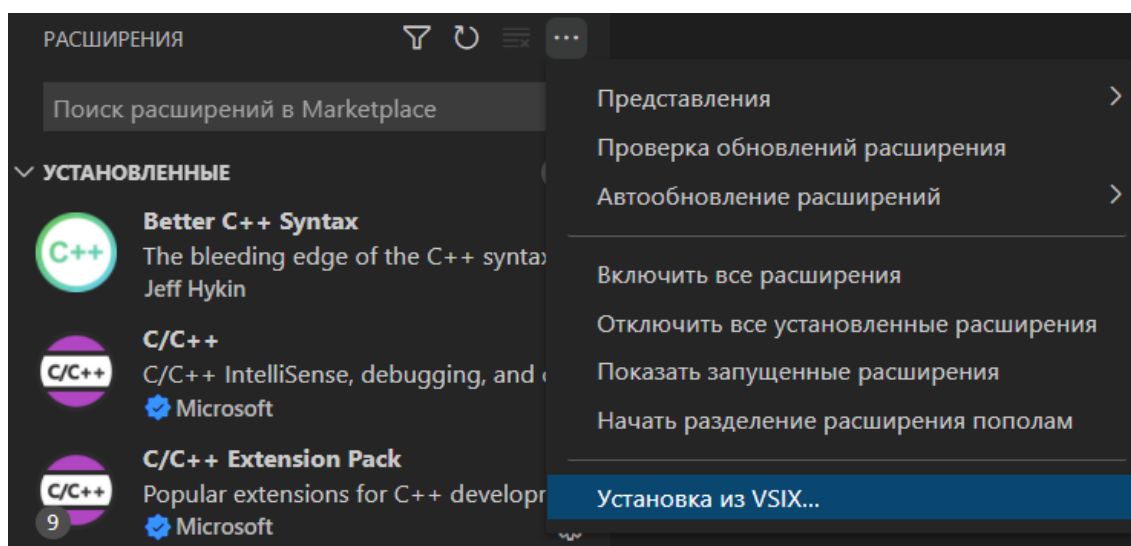 РАСШИРЕНИЯ
Поиск расширений в Marketplace
УСТАНОВЛЕННЫЕ
C++
Better C++ Syntax
The bleeding edge of the C++
Jeff Hykin
C/C++
C/C++
C/C++ IntelliSense, debugging, and
Microsoft
C/C++
9
C/C++ Extension Pack
Popular extensions for C++
Microsoft
Представления
Проверка обновлений расширения
Автообновление расширений
Включить все расширения
Отключить все установленные расширения
Показать запущенные расширения
Начать разделение расширения пополам
Установка из VSIX...